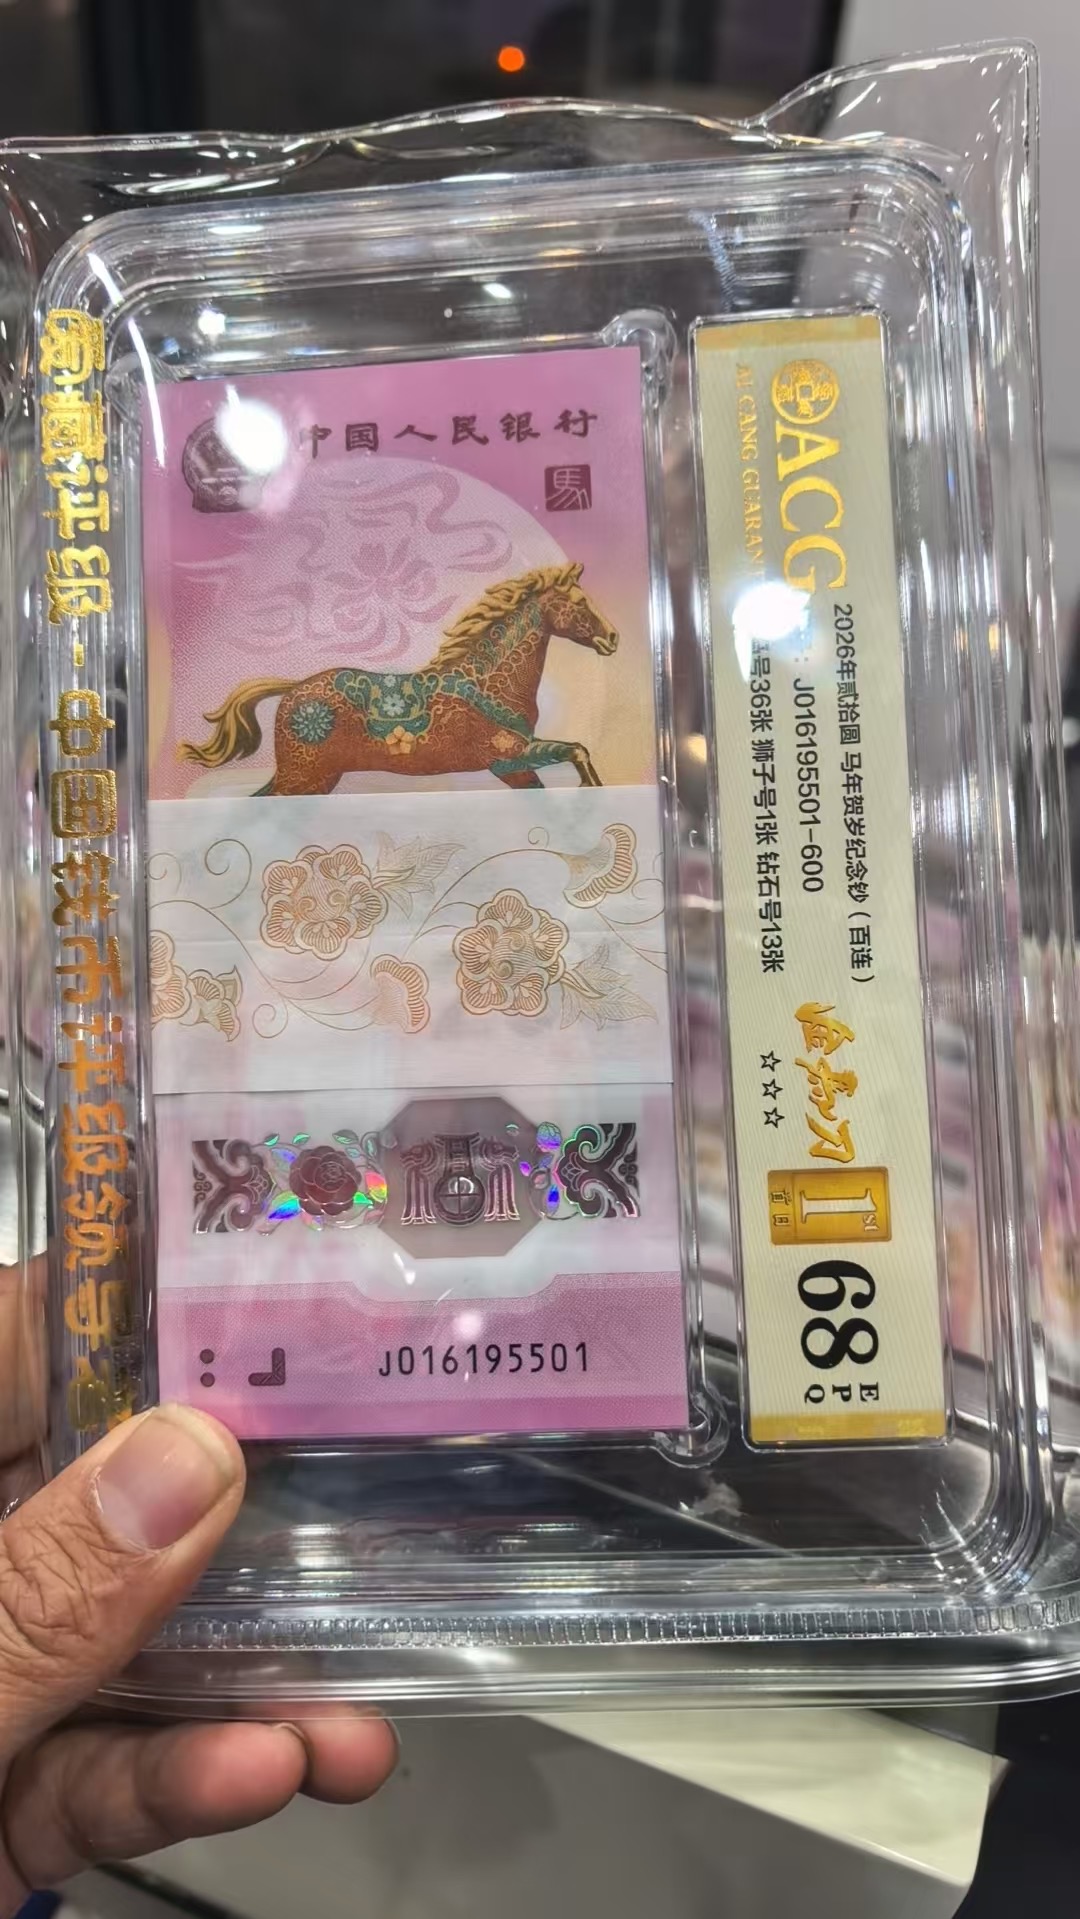 爱藏评级-中国钱币评级领导者
中国人民银行
馬
J016195501
ACG
AI CANG GUARAN
2026年贰拾圆 马年贺岁纪念钞（百连）
J016195501-600
号36张 狮子号1张 钻石号13张
☆☆☆
1ST
首日
68
E
P
Q